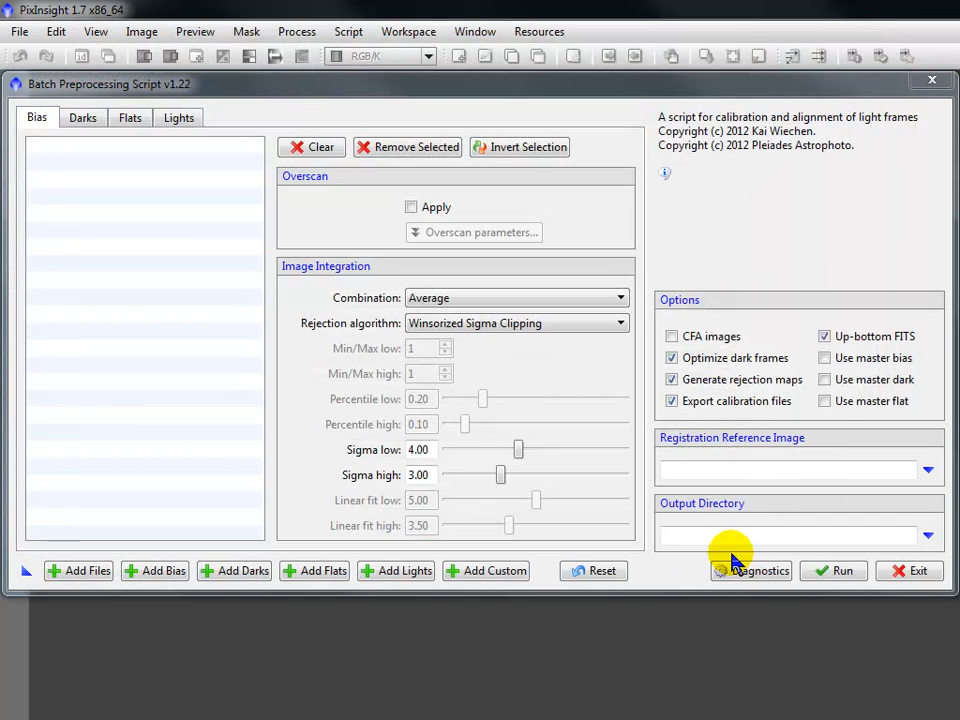 PixInsight 1.7 x86_64
File Edit View Image Preview Mask Process Script Workspace Window Resources
RGB/K
Batch Preprocessing Script v1.22
Bias Darks Flats Lights
Clear Remove Selected Invert Selection
Overscan
Apply
Overscan parameters...
Image Integration
Combination: Average
Rejection algorithm: Winsorized Sigma Clipping
Min/Max low: 1
Min/Max high: 1
Percentile low: 0.20
Percentile high: 0.10
Sigma low: 4.00
Sigma high: 3.00
Linear fit low: 5.00
Linear fit high: 3.50
A script for calibration and alignment of light frames
Copyright (c) 2012 Kai Wiechen.
Copyright (c) 2012 Pleiades Astrophoto.
Options
CFA images Up-bottom FITS
Optimize dark frames Use master bias
Generate rejection maps Use master dark
Export calibration files Use master flat
Registration Reference Image
Output Directory
Add Files Add Bias Add Darks Add Flats Add Lights Add Custom Reset Diagnostics Run Exit